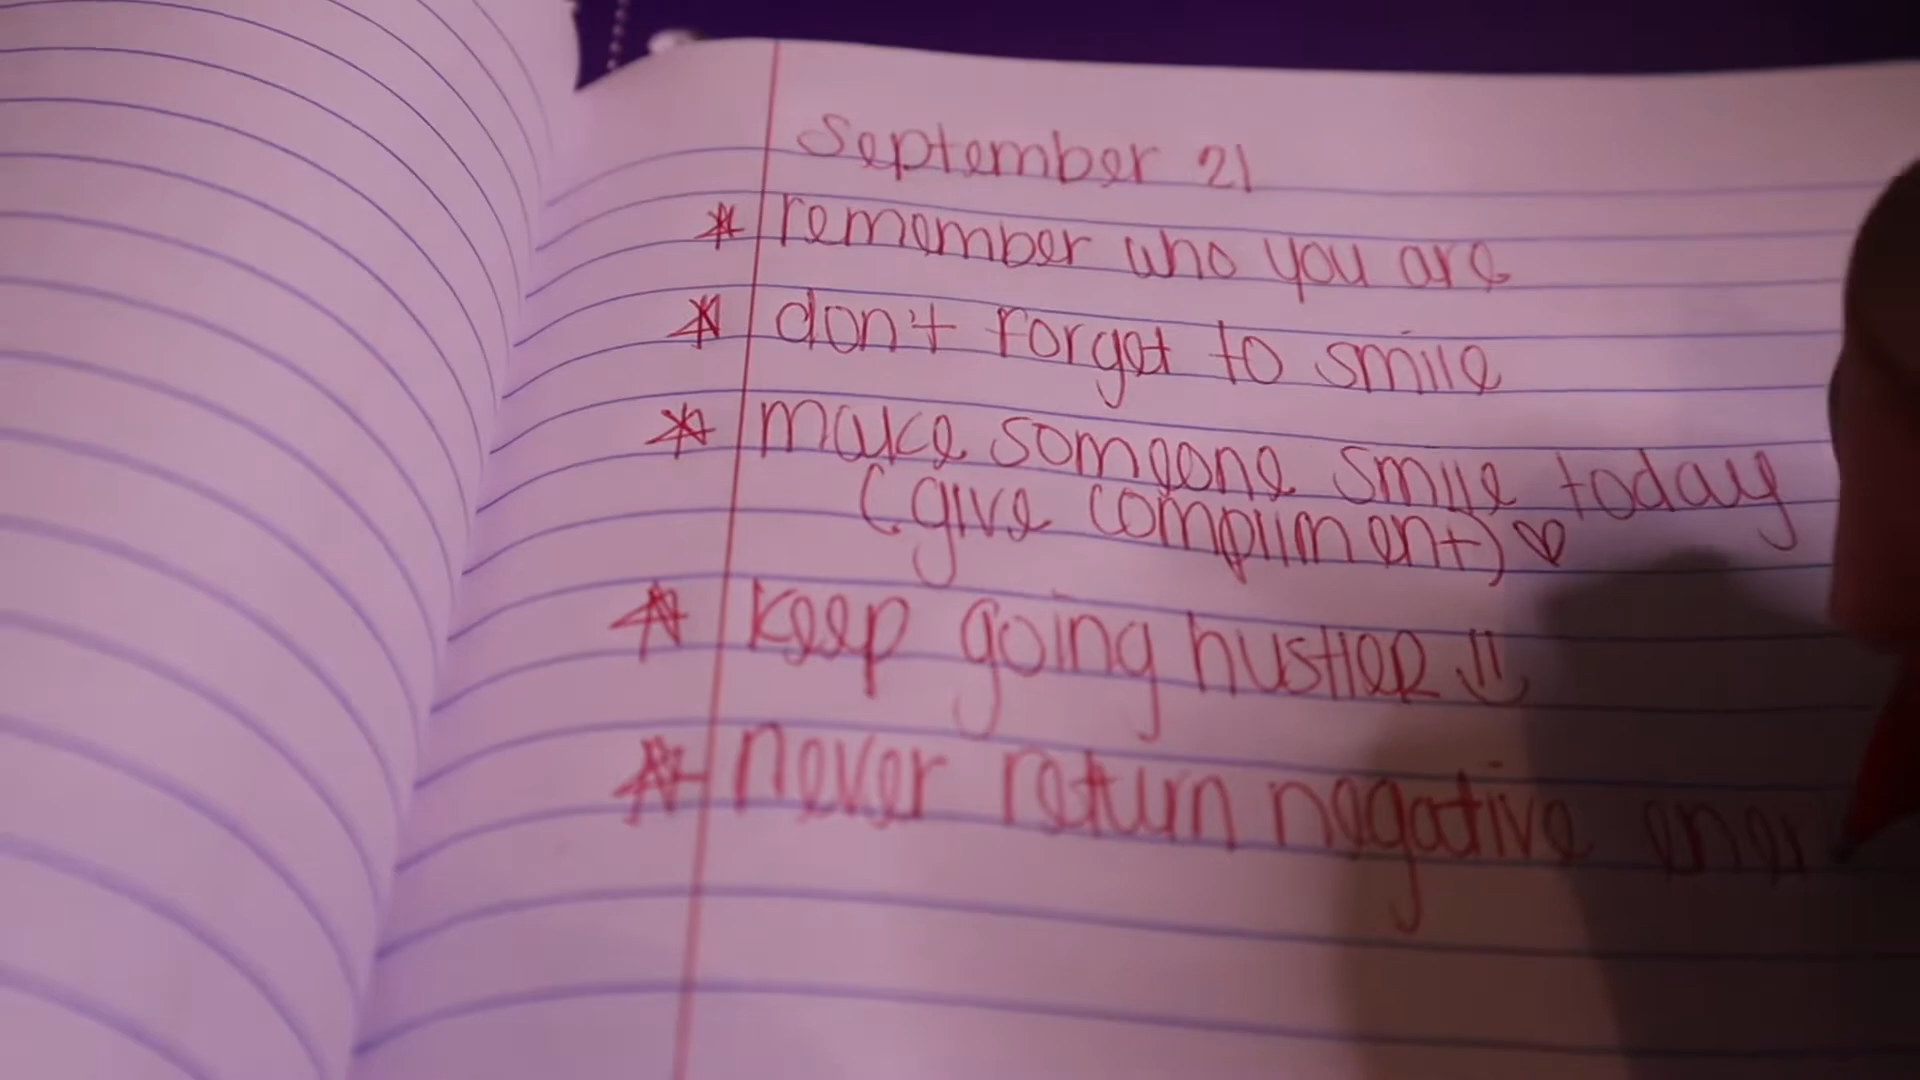 September 21
* remember who you are
* don't forget to smile
* make someone smile today
(give compliment) ♡
* keep going hustler :)
* never return negative ener